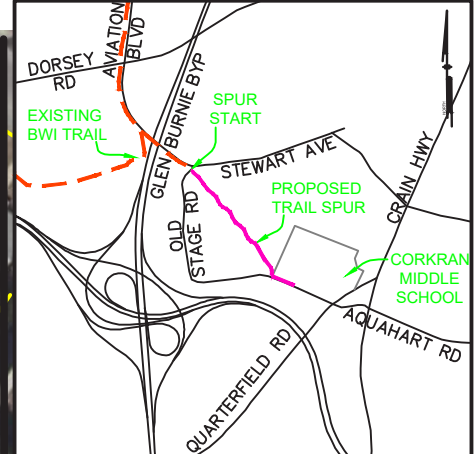 AVIATION
BLVD
DORSEY
RD
EXISTING
BWI TRAIL
GLEN BURNIE BYP
SPUR
START
STEWART AVE
CRAIN HWY
OLD
STAGE RD
PROPOSED
TRAIL SPUR
CORKRAN
MIDDLE
SCHOOL
AQUAHART RD
QUARTERFIELD RD